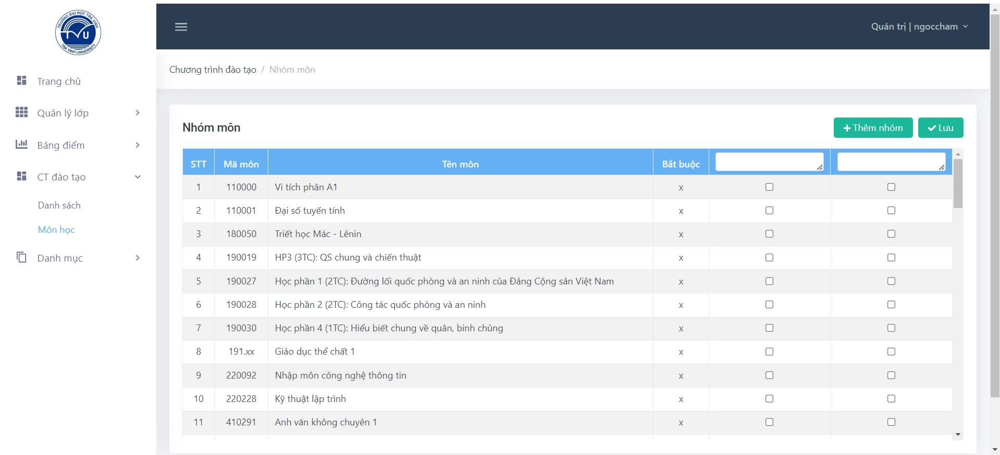 TRƯỜNG ĐẠI HỌC TRÀ VINH
TVU
TRA VINH UNIVERSITY
Quản trị | ngoccham
Trang chủ
Quản lý lớp
Bảng điểm
CT đào tạo
Danh sách
Môn học
Danh mục
Chương trình đào tạo / Nhóm môn
Nhóm môn
Thêm nhóm
Lưu
STT Mã môn Tên môn Bắt buộc
1 110000 Vi tích phân A1 x
2 110001 Đại số tuyến tính x
3 180050 Triết học Mác - Lênin x
4 190019 HP3 (3TC): QS chung và chiến thuật x
5 190027 Học phần 1 (2TC): Đường lối quốc phòng và an ninh của Đảng Cộng sản Việt Nam x
6 190028 Học phần 2 (2TC): Công tác quốc phòng và an ninh x
7 190030 Học phần 4 (1TC): Hiểu biết chung về quân, binh chủng x
8 191.xx Giáo dục thể chất 1 x
9 220092 Nhập môn công nghệ thông tin x
10 220228 Kỹ thuật lập trình x
11 410291 Anh văn không chuyên 1 x